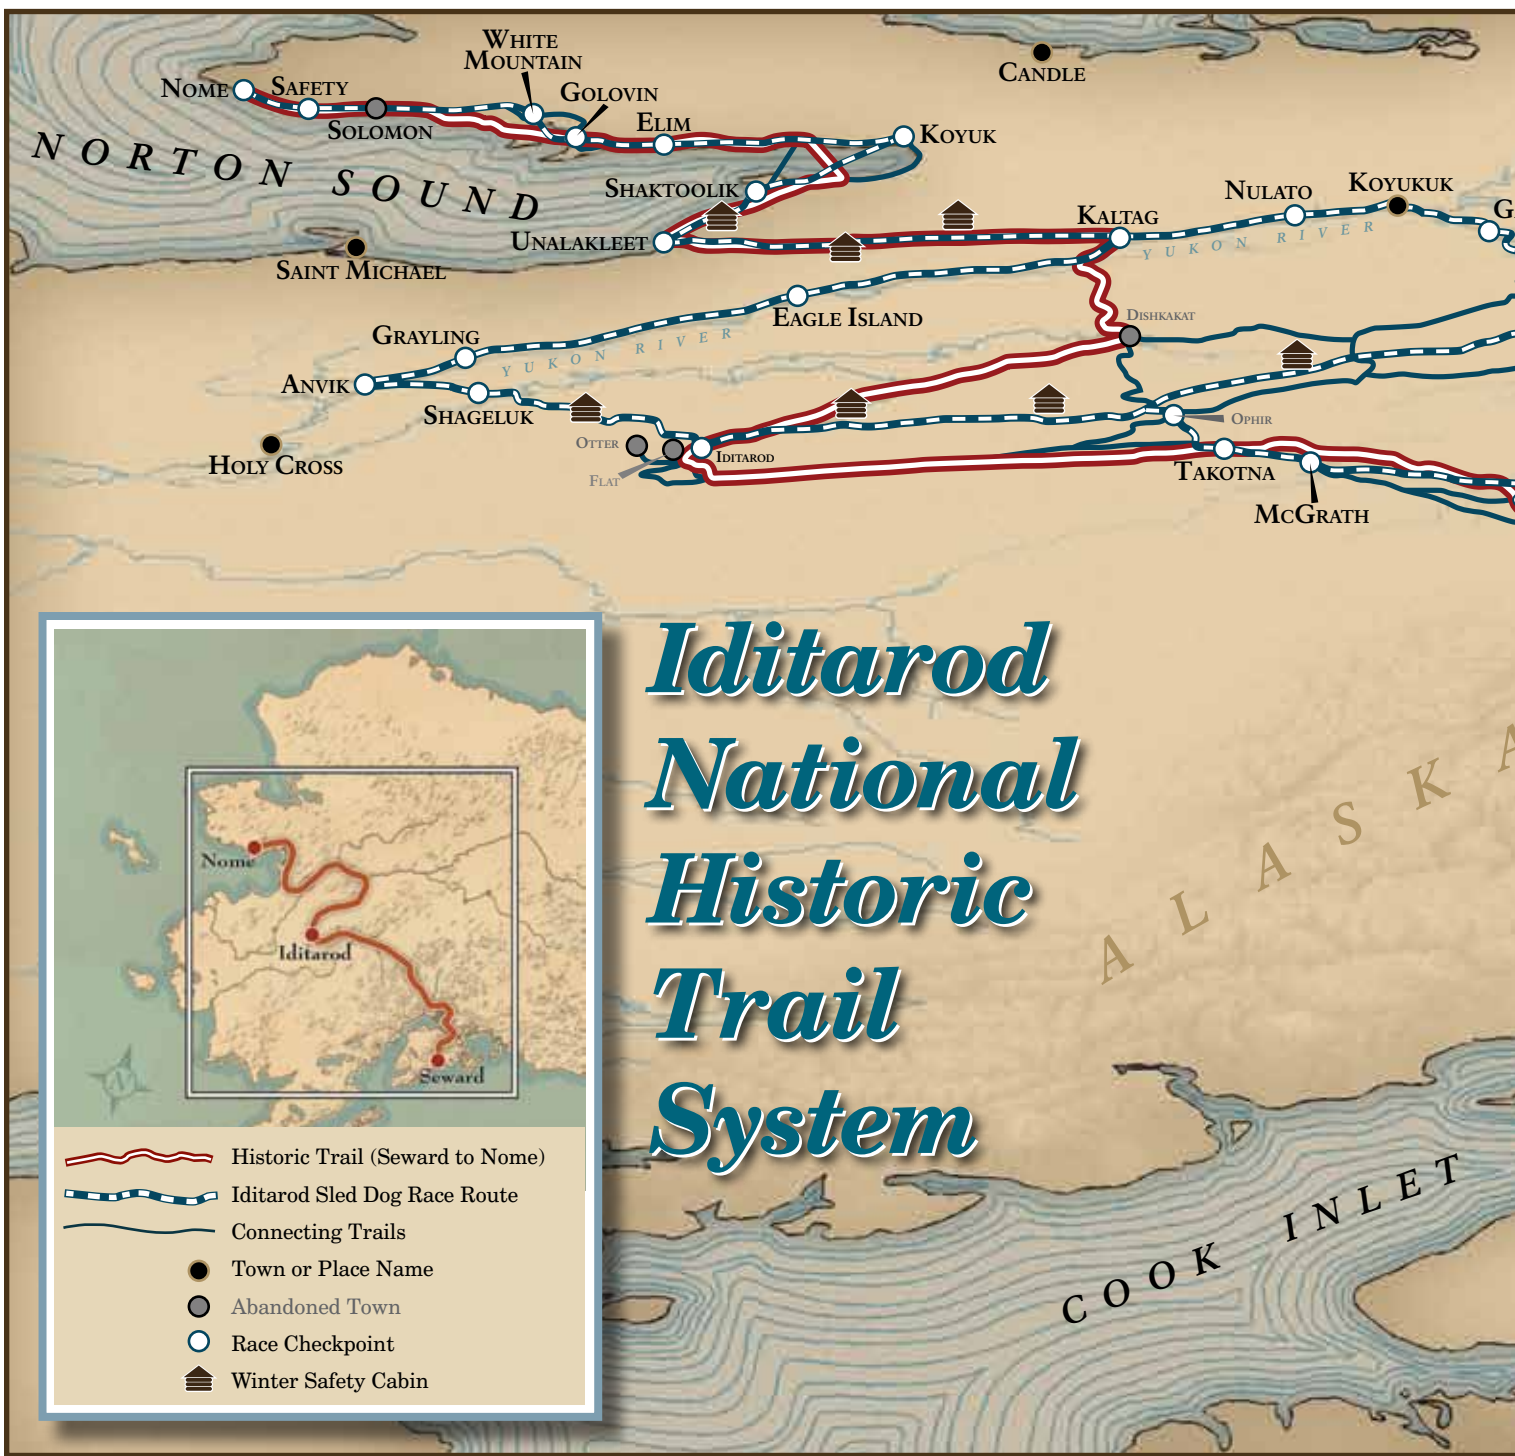 WHITE
MOUNTAIN
CANDLE
NOME
SAFETY
GOLOVIN
SOLOMON
ELIM
KOYUK
NORTON SOUND
SHAKTOOLIK
NULATO
KOYUKUK
KALTAG
G
UNALAKLEET
YUKON RIVER
SAINT MICHAEL
EAGLE ISLAND
DISHKAKAT
GRAYLING
YUKON RIVER
ANVIK
SHAGELUK
OPHIR
OTTER
IDITAROD
HOLY CROSS
FLAT
TAKOTNA
MCGRATH
Iditarod
National
Historic
Trail
System
ALASKA
COOK INLET
Nome
Iditarod
Seward
Historic Trail (Seward to Nome)
Iditarod Sled Dog Race Route
Connecting Trails
Town or Place Name
Abandoned Town
Race Checkpoint
Winter Safety Cabin